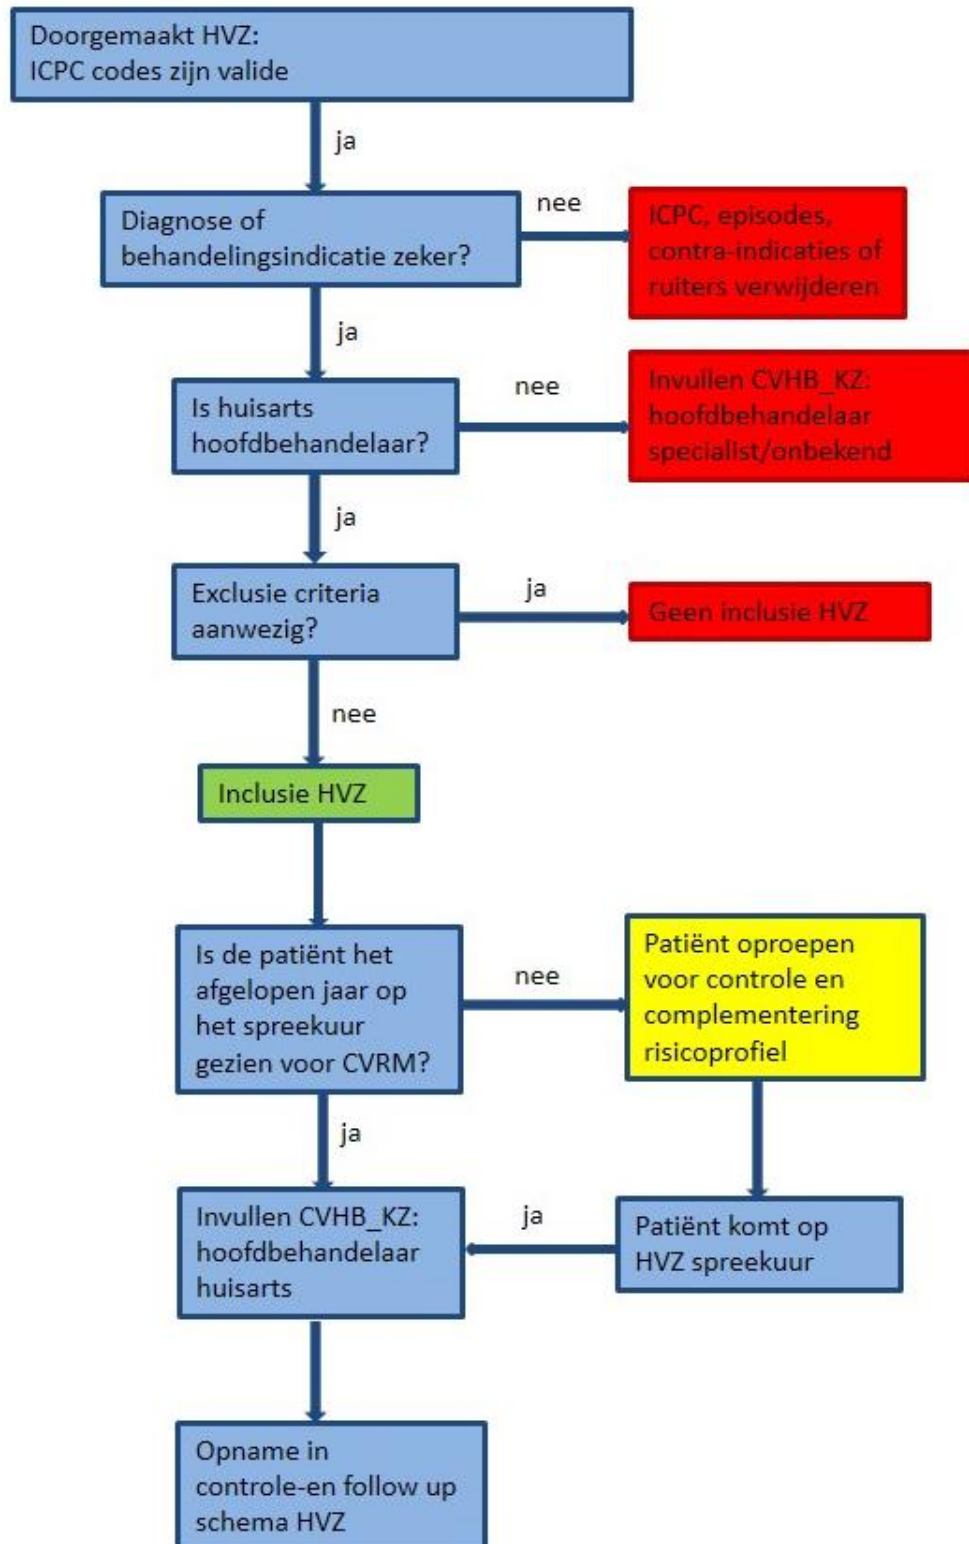 Doorgemaakt HVZ:
ICPC codes zijn valide
ja
Diagnose of
behandelingsindicatie zeker?
nee
ICPC, episodes,
contra-indicaties of
ruiters verwijderen
ja
Is huisarts
hoofdbehandelaar?
nee
Invullen CVHB_KZ:
hoofdbehandelaar
specialist/onbekend
ja
Exclusie criteria
aanwezig?
ja
Geen inclusie HVZ
nee
Inclusie HVZ
Is de patiënt het
afgelopen jaar op
het spreekuur
gezien voor CVRM?
nee
Patiënt oproepen
voor controle en
complementering
risicoprofiel
ja
Invullen CVHB_KZ:
hoofdbehandelaar
huisarts
ja
Patiënt komt op
HVZ spreekuur
Opname in
controle-en follow up
schema HVZ